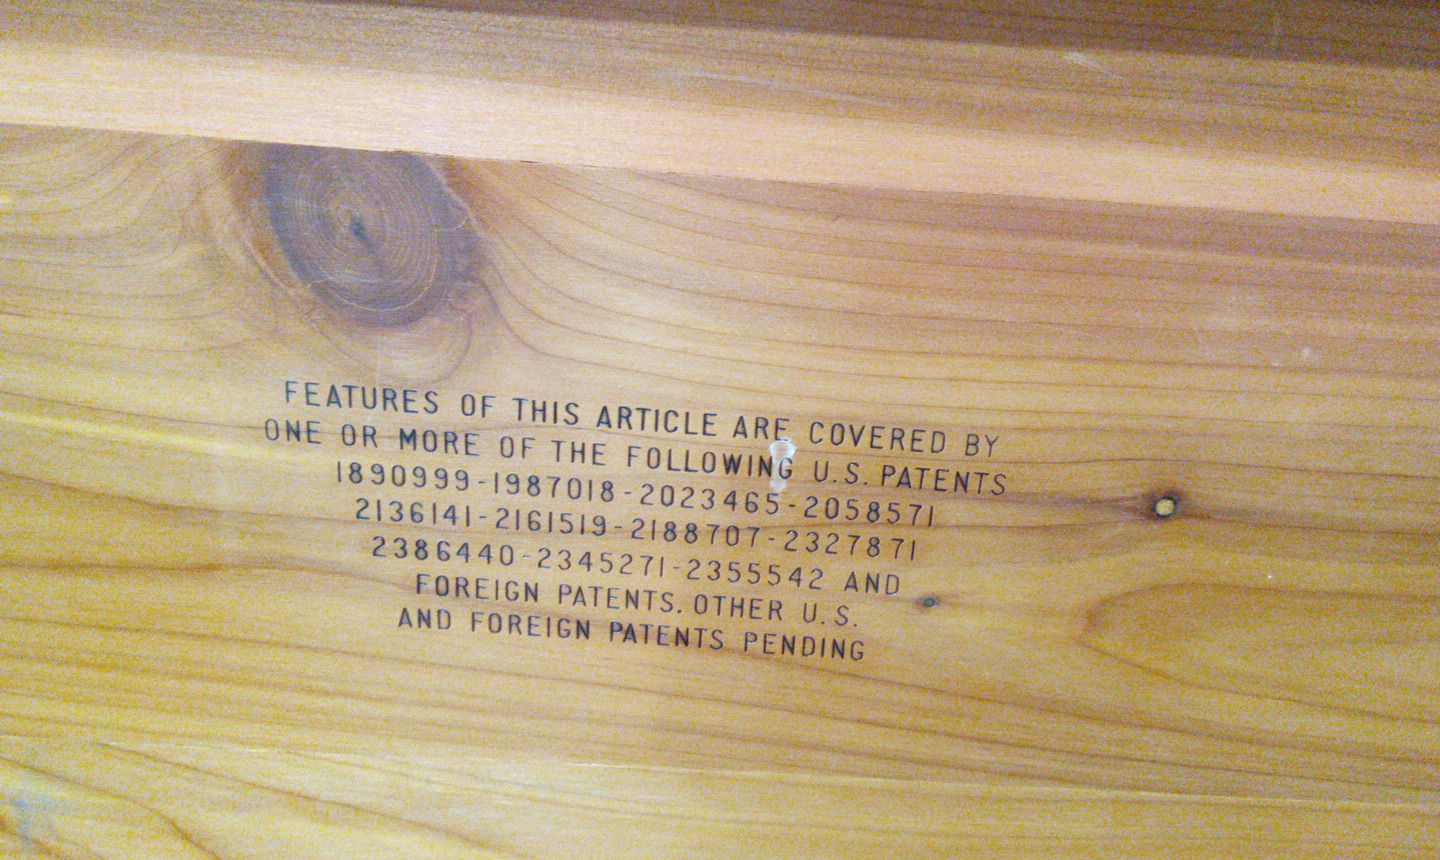 FEATURES OF THIS ARTICLE ARE COVERED BY
ONE OR MORE OF THE FOLLOWING U.S. PATENTS
1890999-1987018-2023465-2058571
2136141-2161519-2188707-2327871
2386440-2345271-2355542 AND
FOREIGN PATENTS. OTHER U.S.
AND FOREIGN PATENTS PENDING